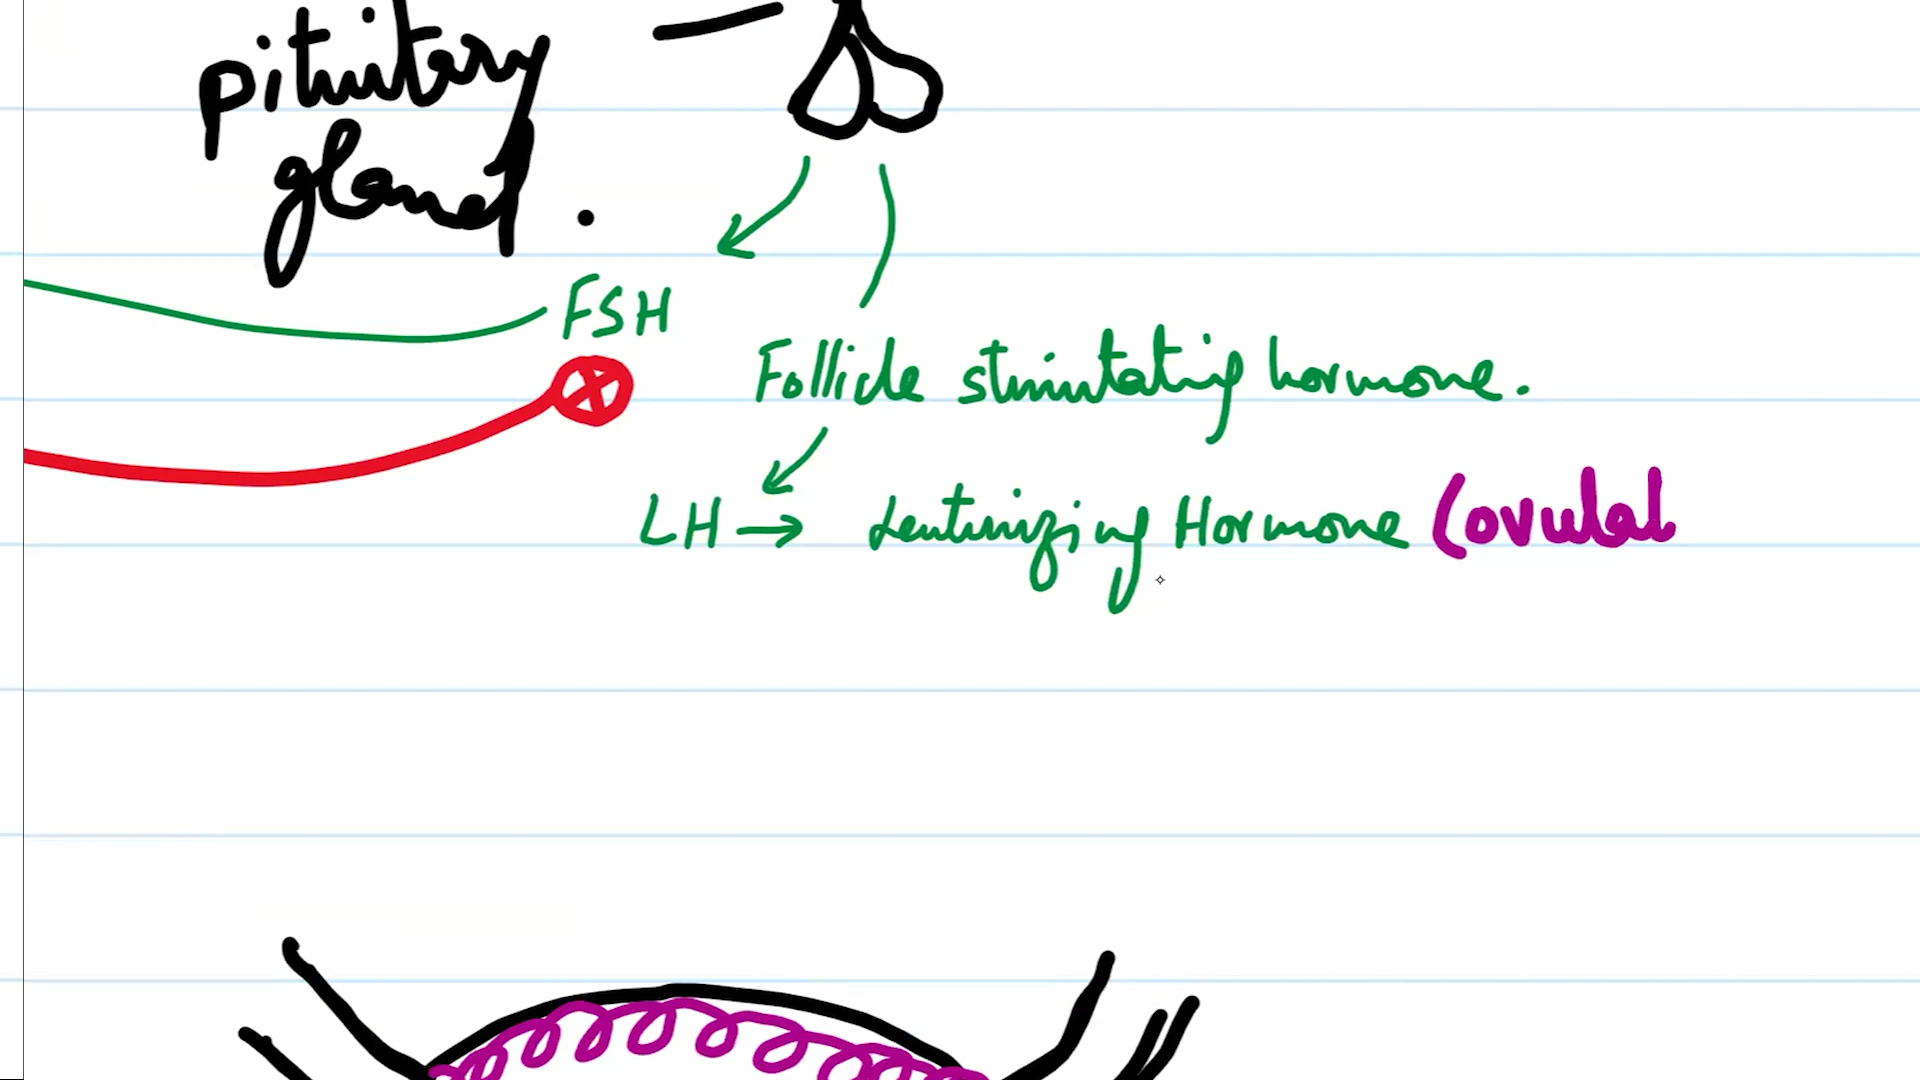 pituitary
gland.
FSH
Follicle stimulating hormone.
LH → Leutinizing Hormone (ovulat